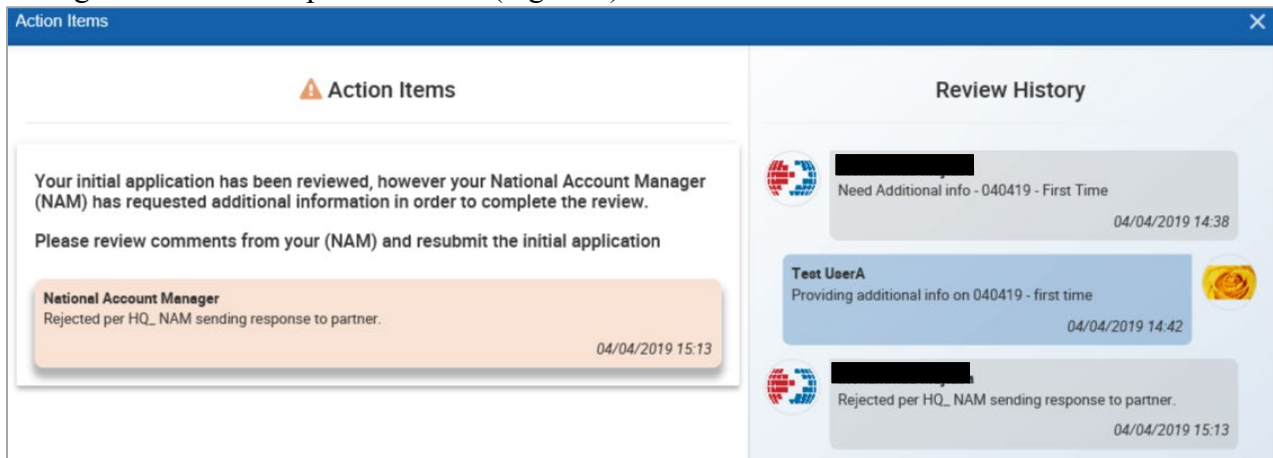 Action Items
Action Items
Your initial application has been reviewed, however your National Account Manager
(NAM) has requested additional information in order to complete the review.
Please review comments from your (NAM) and resubmit the initial application
National Account Manager
Rejected per HQ_ NAM sending response to partner.
04/04/2019 15:13
Review History
Need Additional info - 040419 - First Time
04/04/2019 14:38
Test UserA
Providing additional info on 040419 - first time
04/04/2019 14:42
Rejected per HQ_ NAM sending response to partner.
04/04/2019 15:13